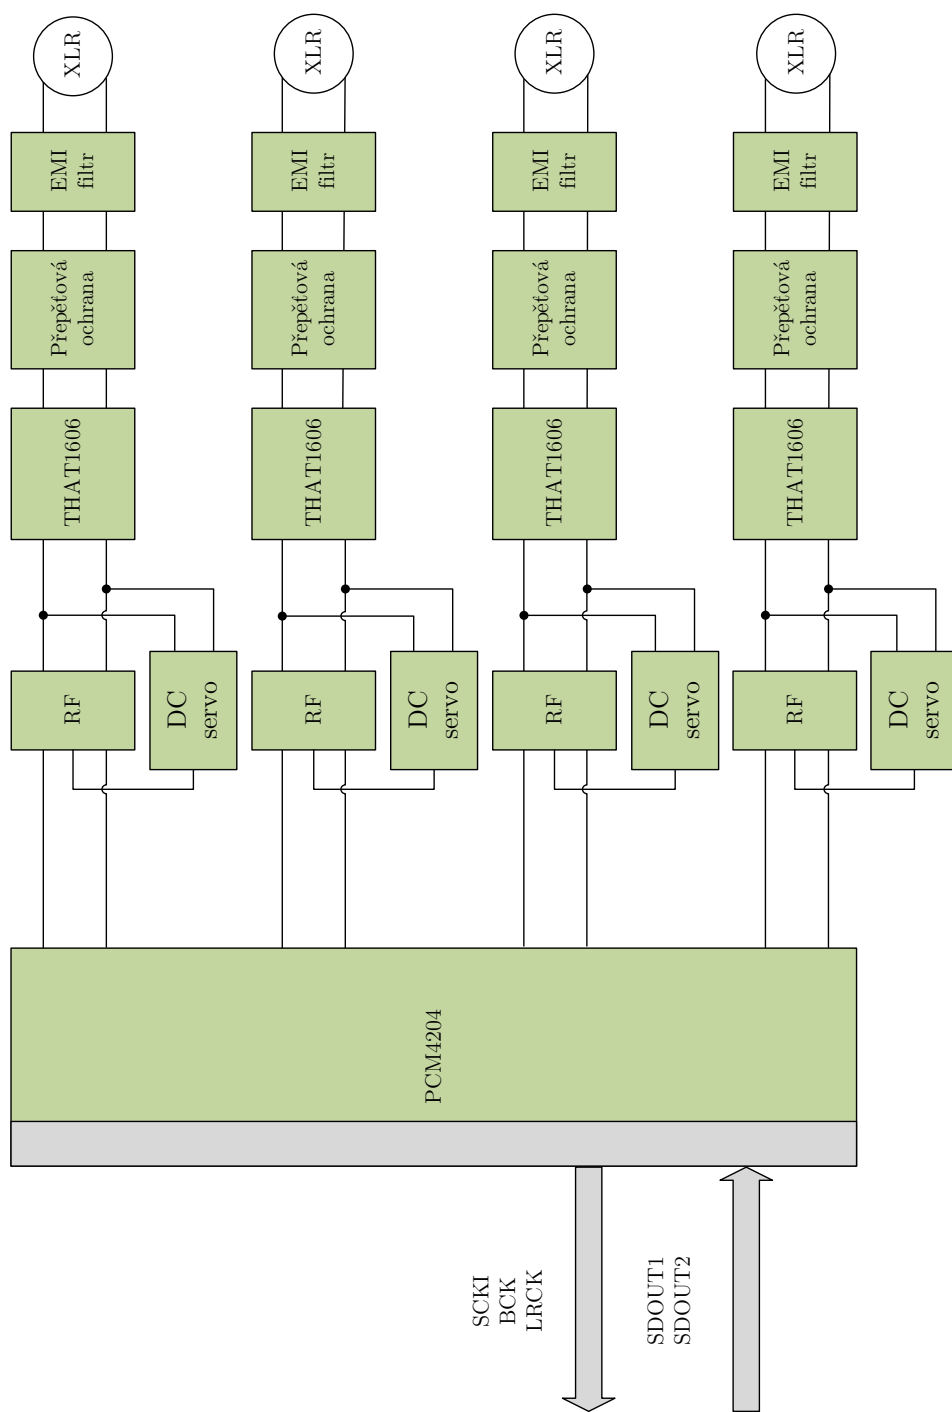 XLR
XLR
XLR
XLR
EMI
filtr
EMI
filtr
EMI
filtr
EMI
filtr
Přepěťová
ochrana
Přepěťová
ochrana
Přepěťová
ochrana
Přepěťová
ochrana
THAT1606
THAT1606
THAT1606
THAT1606
RF
DC
servo
RF
DC
servo
RF
DC
servo
RF
DC
servo
PCM4204
SCKI
BCK
LRCK
SDOUT1
SDOUT2